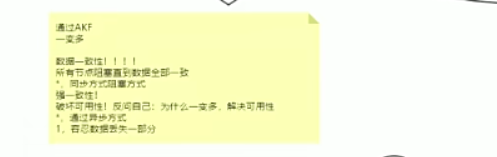 通过AKF
一变多
数据一致性！！！！
所有节点阻塞直到数据全部一致
*，同步方式阻塞方式
强一致性！
破坏可用性！反问自己：为什么一变多，解决可用性
*，通过异步方式
1，容忍数据丢失一部分